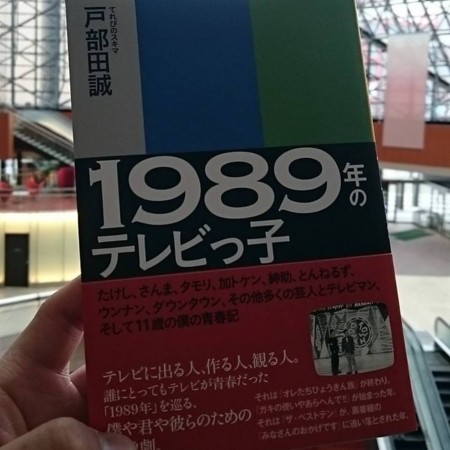 てれびのスキマ
戸部田誠
1989年の
テレビっ子
たけし、さんま、タモリ、加トケン、紳助、とんねるず、
ウンナン、ダウンタウン、その他多くの芸人とテレビマン、
そして11歳の僕の青春記
テレビに出る人、作る人、観る人。
誰にとってもテレビが青春だった
「1989年」を巡る、
僕や君や彼らのための
劇。
それは『オレたちひょうきん族』が終わり、
『ガキの使いやあらへんで!!』が始まった年。
それは『ザ・ベストテン』が、裏番組の
『みなさんのおかげです』に追い落とされた年。